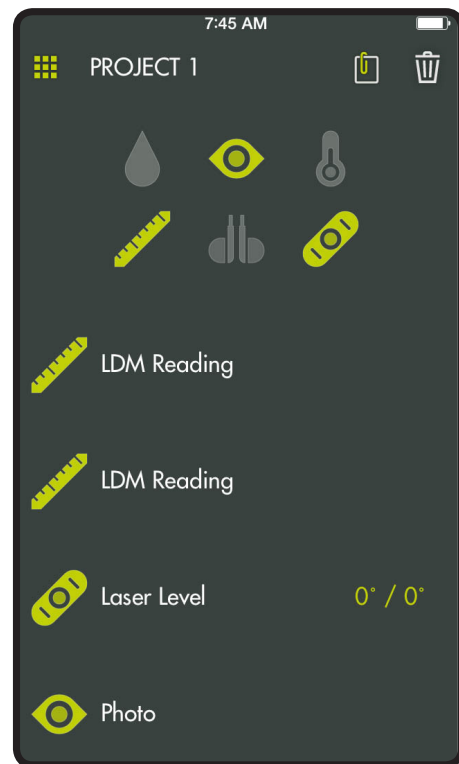 7:45 AM
PROJECT 1
LDM Reading
LDM Reading
Laser Level 0° / 0°
Photo